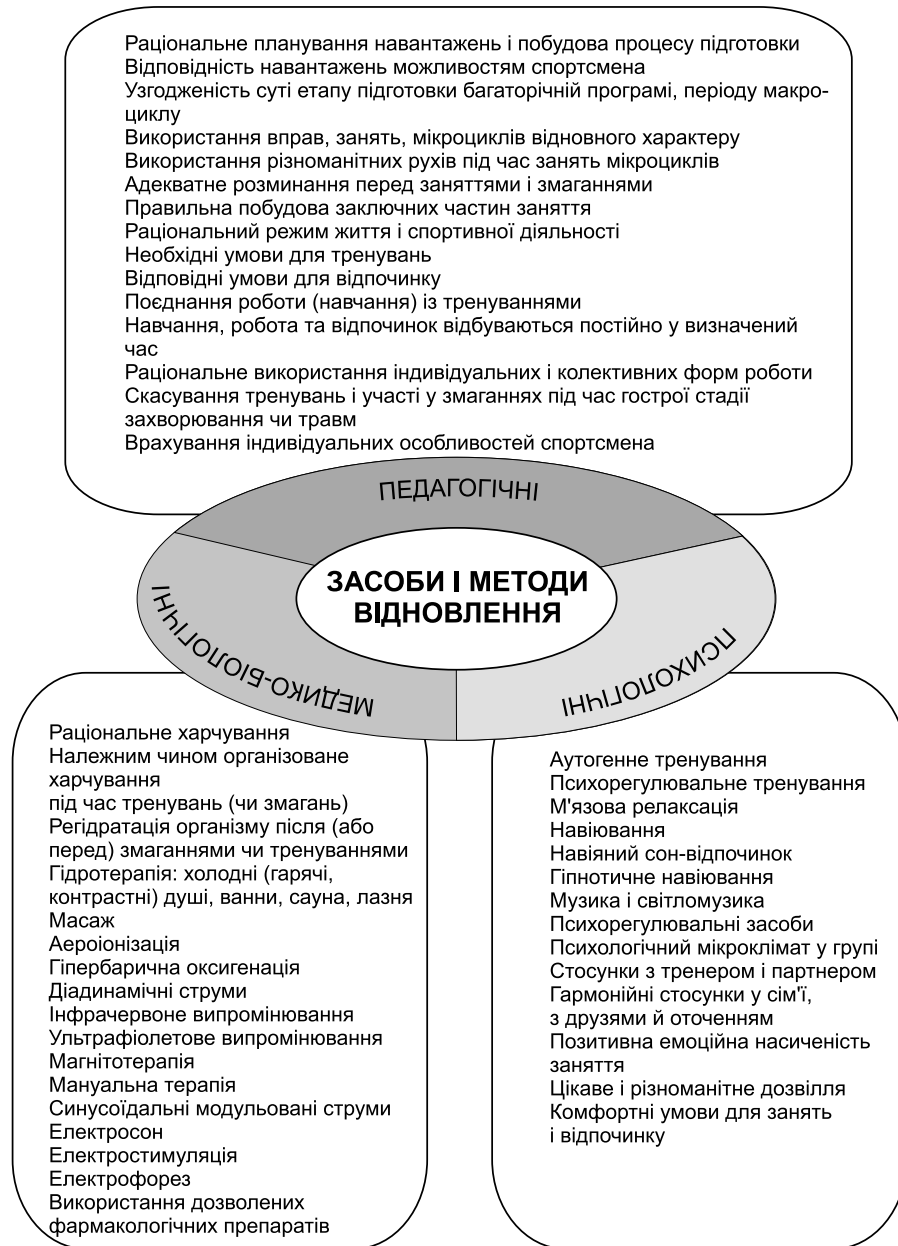 Раціональне планування навантажень і побудова процесу підготовки
Відповідність навантажень можливостям спортсмена
Узгодженість суті етапу підготовки багаторічній програмі, періоду макро-
циклу
Використання вправ, занять, мікроциклів відновного характеру
Використання різноманітних рухів під час занять мікроциклів
Адекватне розминання перед заняттями і змаганнями
Правильна побудова заключних частин заняття
Раціональний режим життя і спортивної діяльності
Необхідні умови для тренувань
Відповідні умови для відпочинку
Поєднання роботи (навчання) із тренуваннями
Навчання, робота та відпочинок відбуваються постійно у визначений
час
Раціональне використання індивідуальних і колективних форм роботи
Скасування тренувань і участі у змаганнях під час гострої стадії
захворювання чи травм
Врахування індивідуальних особливостей спортсмена
ПЕДАГОГІЧНІ
ЗАСОБИ І МЕТОДИ
ВІДНОВЛЕННЯ
МЕДИКО-БІОЛОГІЧНІ
ПСИХОЛОГІЧНІ
Раціональне харчування
Належним чином організоване
харчування
під час тренувань (чи змагань)
Регідратація організму після (або
перед) змаганнями чи тренуваннями
Гідротерапія: холодні (гарячі,
контрастні) душі, ванни, сауна, лазня
Масаж
Аероіонізація
Гіпербарична оксигенація
Діадинамічні струми
Інфрачервоне випромінювання
Ультрафіолетове випромінювання
Магнітотерапія
Мануальна терапія
Синусоїдальні модульовані струми
Електросон
Електростимуляція
Електрофорез
Використання дозволених
фармакологічних препаратів
Аутогенне тренування
Психорегулювальне тренування
М'язова релаксація
Навіювання
Навіяний сон-відпочинок
Гіпнотичне навіювання
Музика і світломузика
Психорегулювальні засоби
Психологічний мікроклімат у групі
Стосунки з тренером і партнером
Гармонійні стосунки у сім'ї,
з друзями й оточенням
Позитивна емоційна насиченість
заняття
Цікаве і різноманітне дозвілля
Комфортні умови для занять
і відпочинку